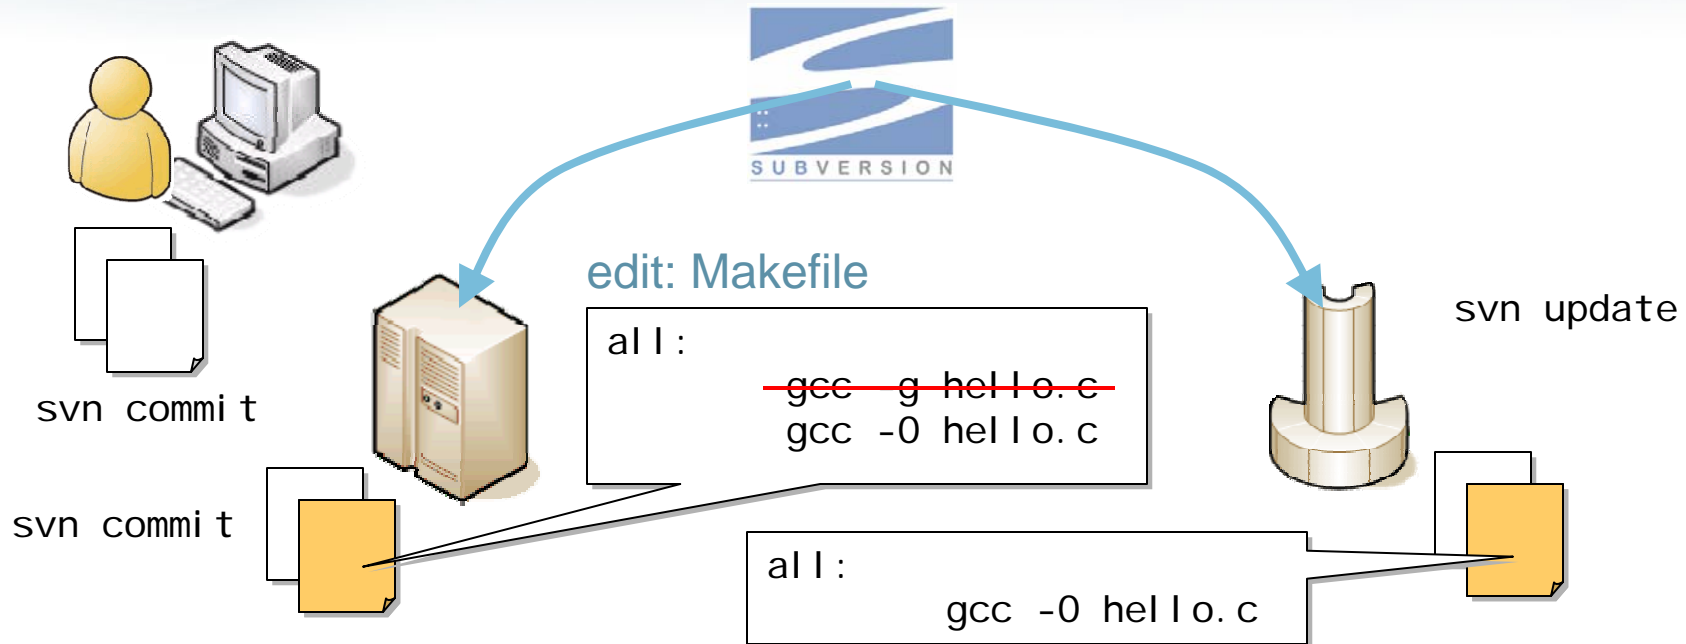 SUBVERSION
edit: Makefile
svn update
all:
gcc -g hello.c
gcc -O hello.c
svn commit
svn commit
all:
gcc -O hello.c